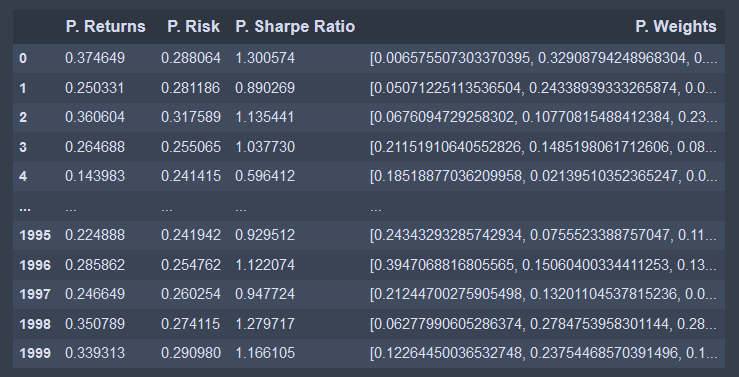 P. Returns P. Risk P. Sharpe Ratio P. Weights
0 0.374649 0.288064 1.300574 [0.006575507303370395, 0.32908794248968304, 0....
1 0.250331 0.281186 0.890269 [0.05071225113536504, 0.24338939333265874, 0.0...
2 0.360604 0.317589 1.135441 [0.0676094729258302, 0.10770815488412384, 0.23...
3 0.264688 0.255065 1.037730 [0.21151910640552826, 0.1485198061712606, 0.08...
4 0.143983 0.241415 0.596412 [0.18518877036209958, 0.02139510352365247, 0.0...
... ... ... ... ...
1995 0.224888 0.241942 0.929512 [0.24343293285742934, 0.0755523388757047, 0.11...
1996 0.285862 0.254762 1.122074 [0.3947068816805565, 0.15060400334411253, 0.13...
1997 0.246649 0.260254 0.947724 [0.21244700275905498, 0.13201104537815236, 0.0...
1998 0.350789 0.274115 1.279717 [0.06277990605286374, 0.2784753958301144, 0.28...
1999 0.339313 0.290980 1.166105 [0.12264450036532748, 0.23754468570391496, 0.1...